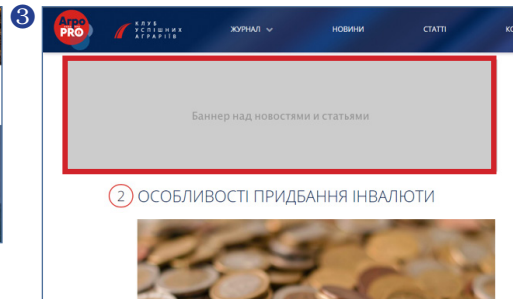 3
Агро
PRO
КЛУБ
УСПІШНИХ
АГРАРІЇВ
ЖУРНАЛ
НОВИНИ
СТАТТІ
Баннер над новостями и статьями
2 ОСОБЛИВОСТІ ПРИДБАННЯ ІНВАЛЮТИ